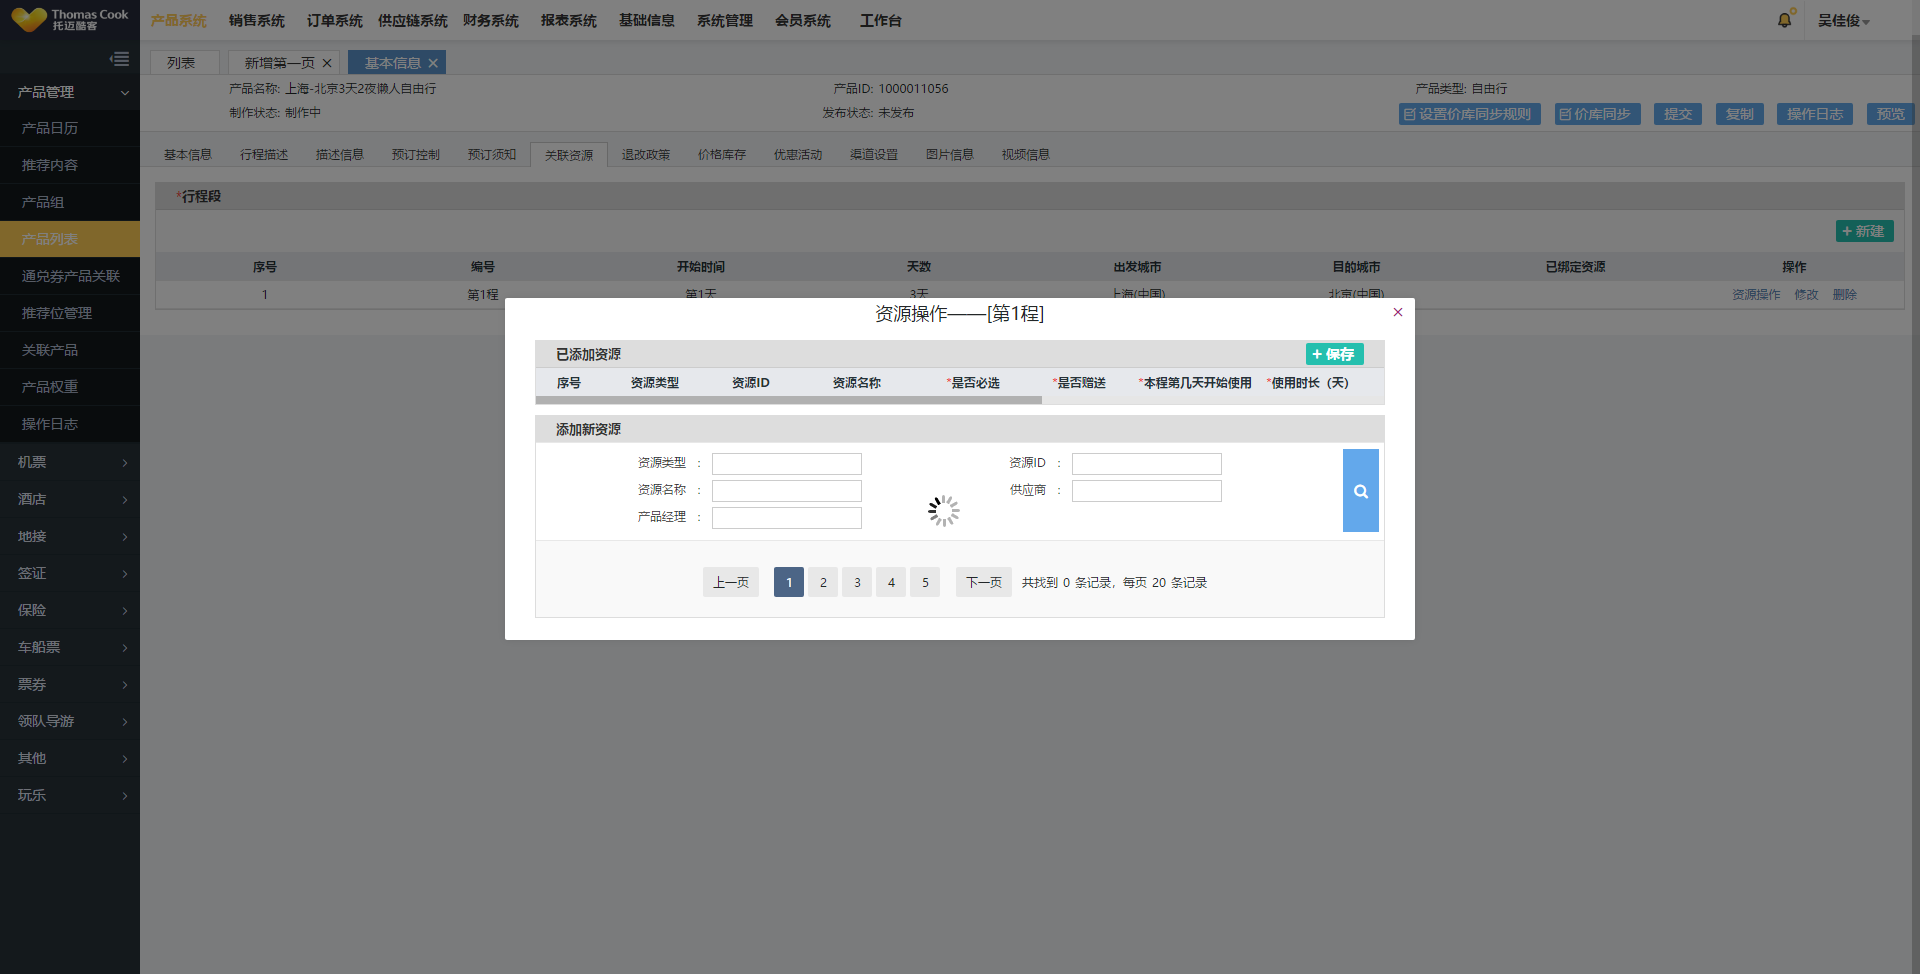 Thomas Cook
托迈酷客
产品系统 销售系统 订单系统 供应链系统 财务系统 报表系统 基础信息 系统管理 会员系统 工作台
吴佳俊
列表 新增第一页 × 基本信息 ×
产品名称: 上海-北京3天2夜懒人自由行 产品ID: 1000011056 产品类型: 自由行
制作状态: 制作中 发布状态: 未发布
设置价库同步规则 价库同步 提交 复制 操作日志 预览
基本信息 行程描述 描述信息 预订控制 预订须知 关联资源 退改政策 价格库存 优惠活动 渠道设置 图片信息 视频信息
*行程段
+ 新建
序号 编号 开始时间 天数 出发城市 目的城市 已绑定资源 操作
1 第1程 第1天 3天 上海(中国) 北京(中国) 资源操作 修改 删除
产品管理
产品日历
推荐内容
产品组
产品列表
通兑券产品关联
推荐位管理
关联产品
产品权重
操作日志
机票
酒店
地接
签证
保险
车船票
票券
领队导游
其他
玩乐
资源操作——[第1程] ×
已添加资源 + 保存
序号 资源类型 资源ID 资源名称 *是否必选 *是否赠送 *本程第几天开始使用 *使用时长（天）
添加新资源
资源类型 : 资源ID :
资源名称 : 供应商 :
产品经理 :
上一页 1 2 3 4 5 下一页 共找到 0 条记录，每页 20 条记录